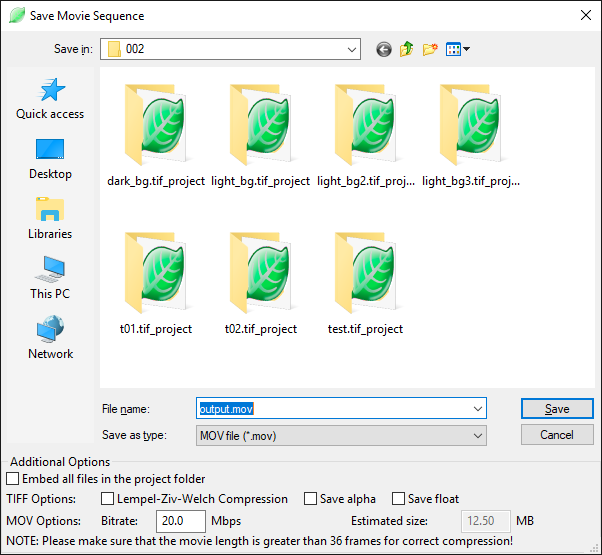 Save Movie Sequence
Save in: 002
Quick access
Desktop
Libraries
This PC
Network
dark_bg.tif_project light_bg.tif_project light_bg2.tif_proj... light_bg3.tif_proj...
t01.tif_project t02.tif_project test.tif_project
File name: output.mov Save
Save as type: MOV file (*.mov) Cancel
Additional Options
Embed all files in the project folder
TIFF Options: Lempel-Ziv-Welch Compression Save alpha Save float
MOV Options: Bitrate: 20.0 Mbps Estimated size: 12.50 MB
NOTE: Please make sure that the movie length is greater than 36 frames for correct compression!